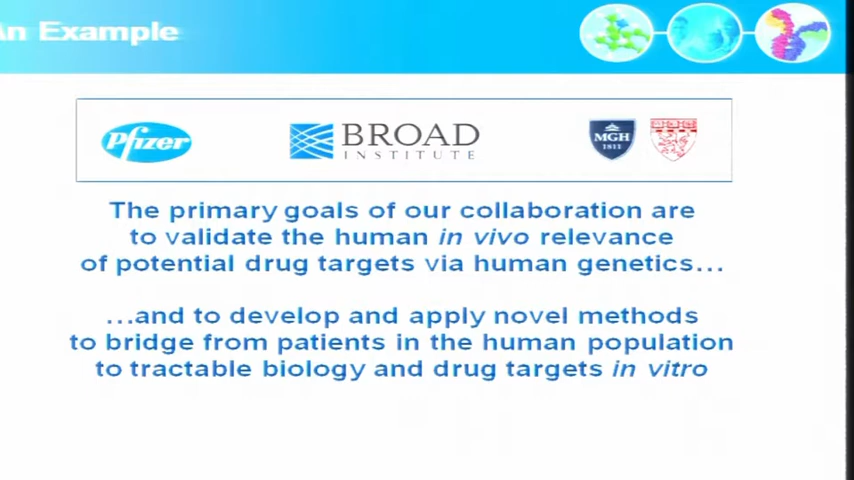 An Example
Pfizer
BROAD
INSTITUTE
MGH
1811
The primary goals of our collaboration are
to validate the human in vivo relevance
of potential drug targets via human genetics...
...and to develop and apply novel methods
to bridge from patients in the human population
to tractable biology and drug targets in vitro